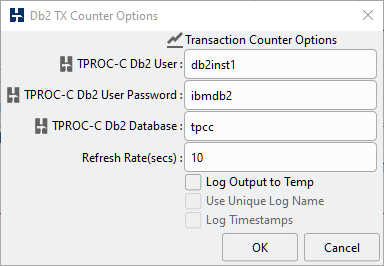 Db2 TX Counter Options
Transaction Counter Options
TPROC-C Db2 User : db2inst1
TPROC-C Db2 User Password : ibmdb2
TPROC-C Db2 Database : tpcc
Refresh Rate(secs) : 10
Log Output to Temp
Use Unique Log Name
Log Timestamps
OK Cancel